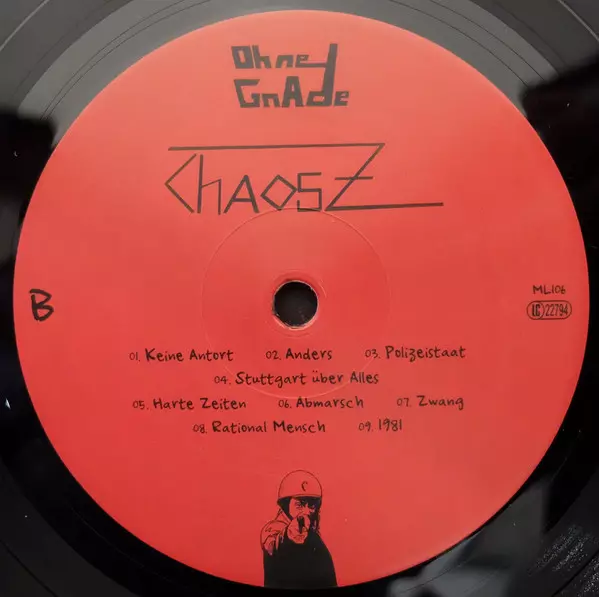 Ohne
GnAde
ChAOSZ
B
ML106
LC 22794
01. Keine Antort 02. Anders 03. Polizeistaat
04. Stuttgart über Alles
05. Harte Zeiten 06. Abmarsch 07. Zwang
08. Rational Mensch 09. 1981